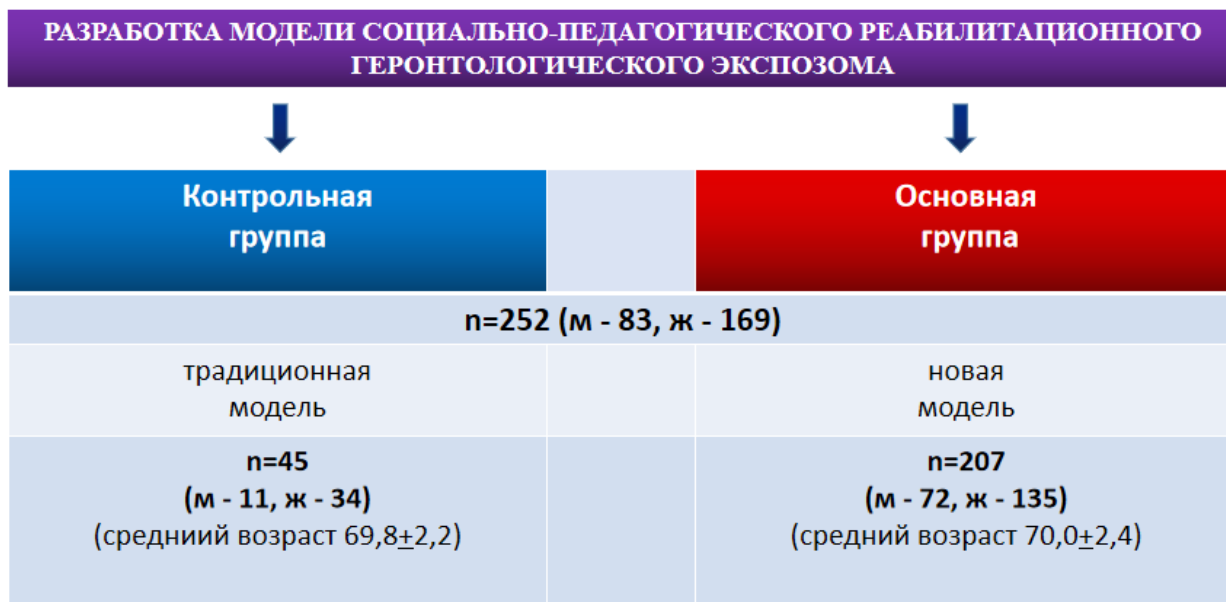 РАЗРАБОТКА МОДЕЛИ СОЦИАЛЬНО-ПЕДАГОГИЧЕСКОГО РЕАБИЛИТАЦИОННОГО
ГЕРОНТОЛОГИЧЕСКОГО ЭКСПОЗОМА
Контрольная
группа
Основная
группа
n=252 (м - 83, ж - 169)
традиционная
модель
новая
модель
n=45
(м - 11, ж - 34)
(средниий возраст 69,8±2,2)
n=207
(м - 72, ж - 135)
(средний возраст 70,0±2,4)